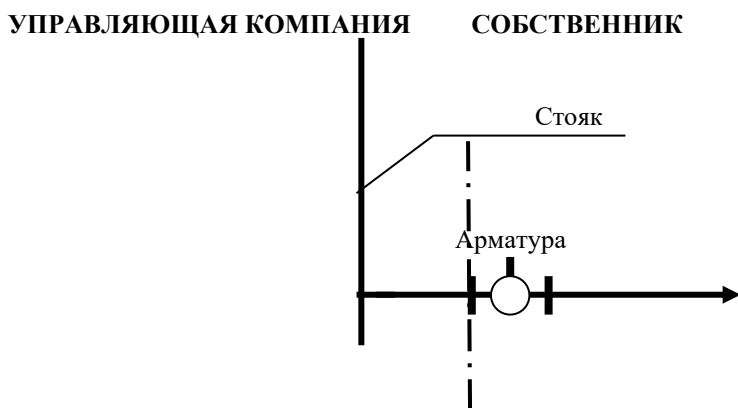 УПРАВЛЯЮЩАЯ КОМПАНИЯ СОБСТВЕННИК
Стояк
Арматура